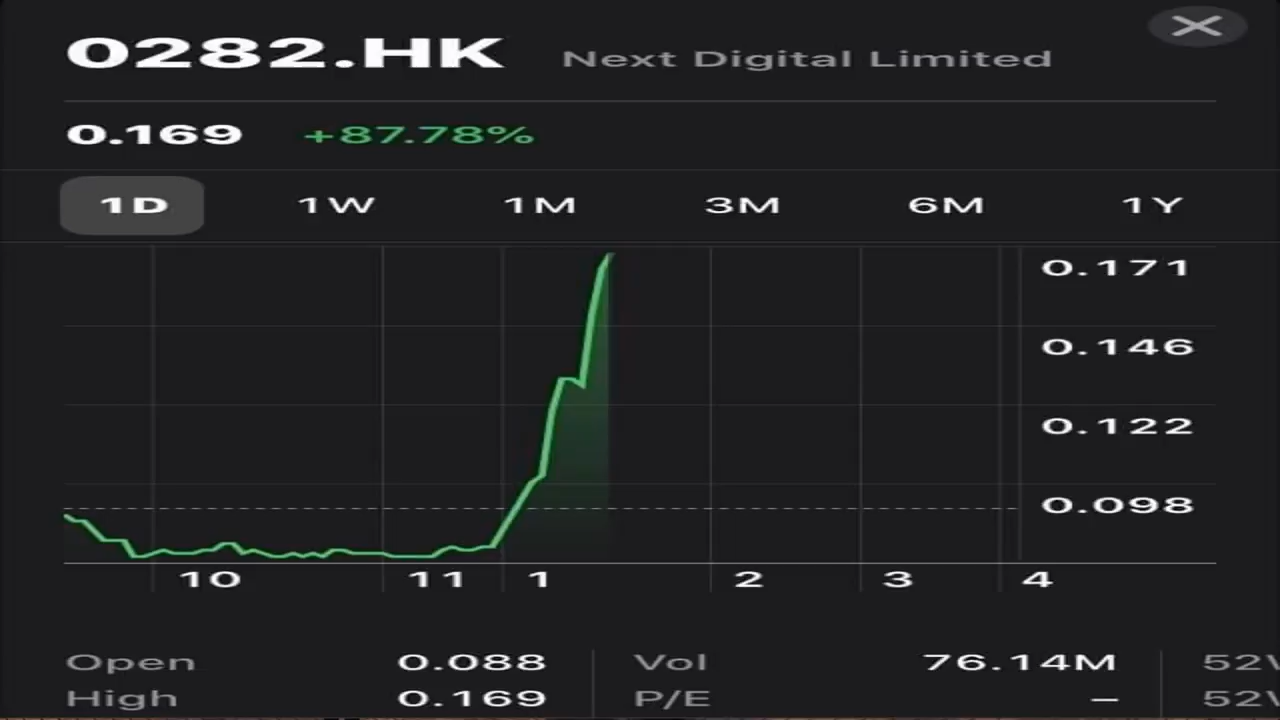 0282.HK Next Digital Limited
0.169 +87.78%
1D 1W 1M 3M 6M 1Y
0.171
0.146
0.122
0.098
10 11 1 2 3 4
Open 0.088 Vol 76.14M 52W
High 0.169 P/E – 52W